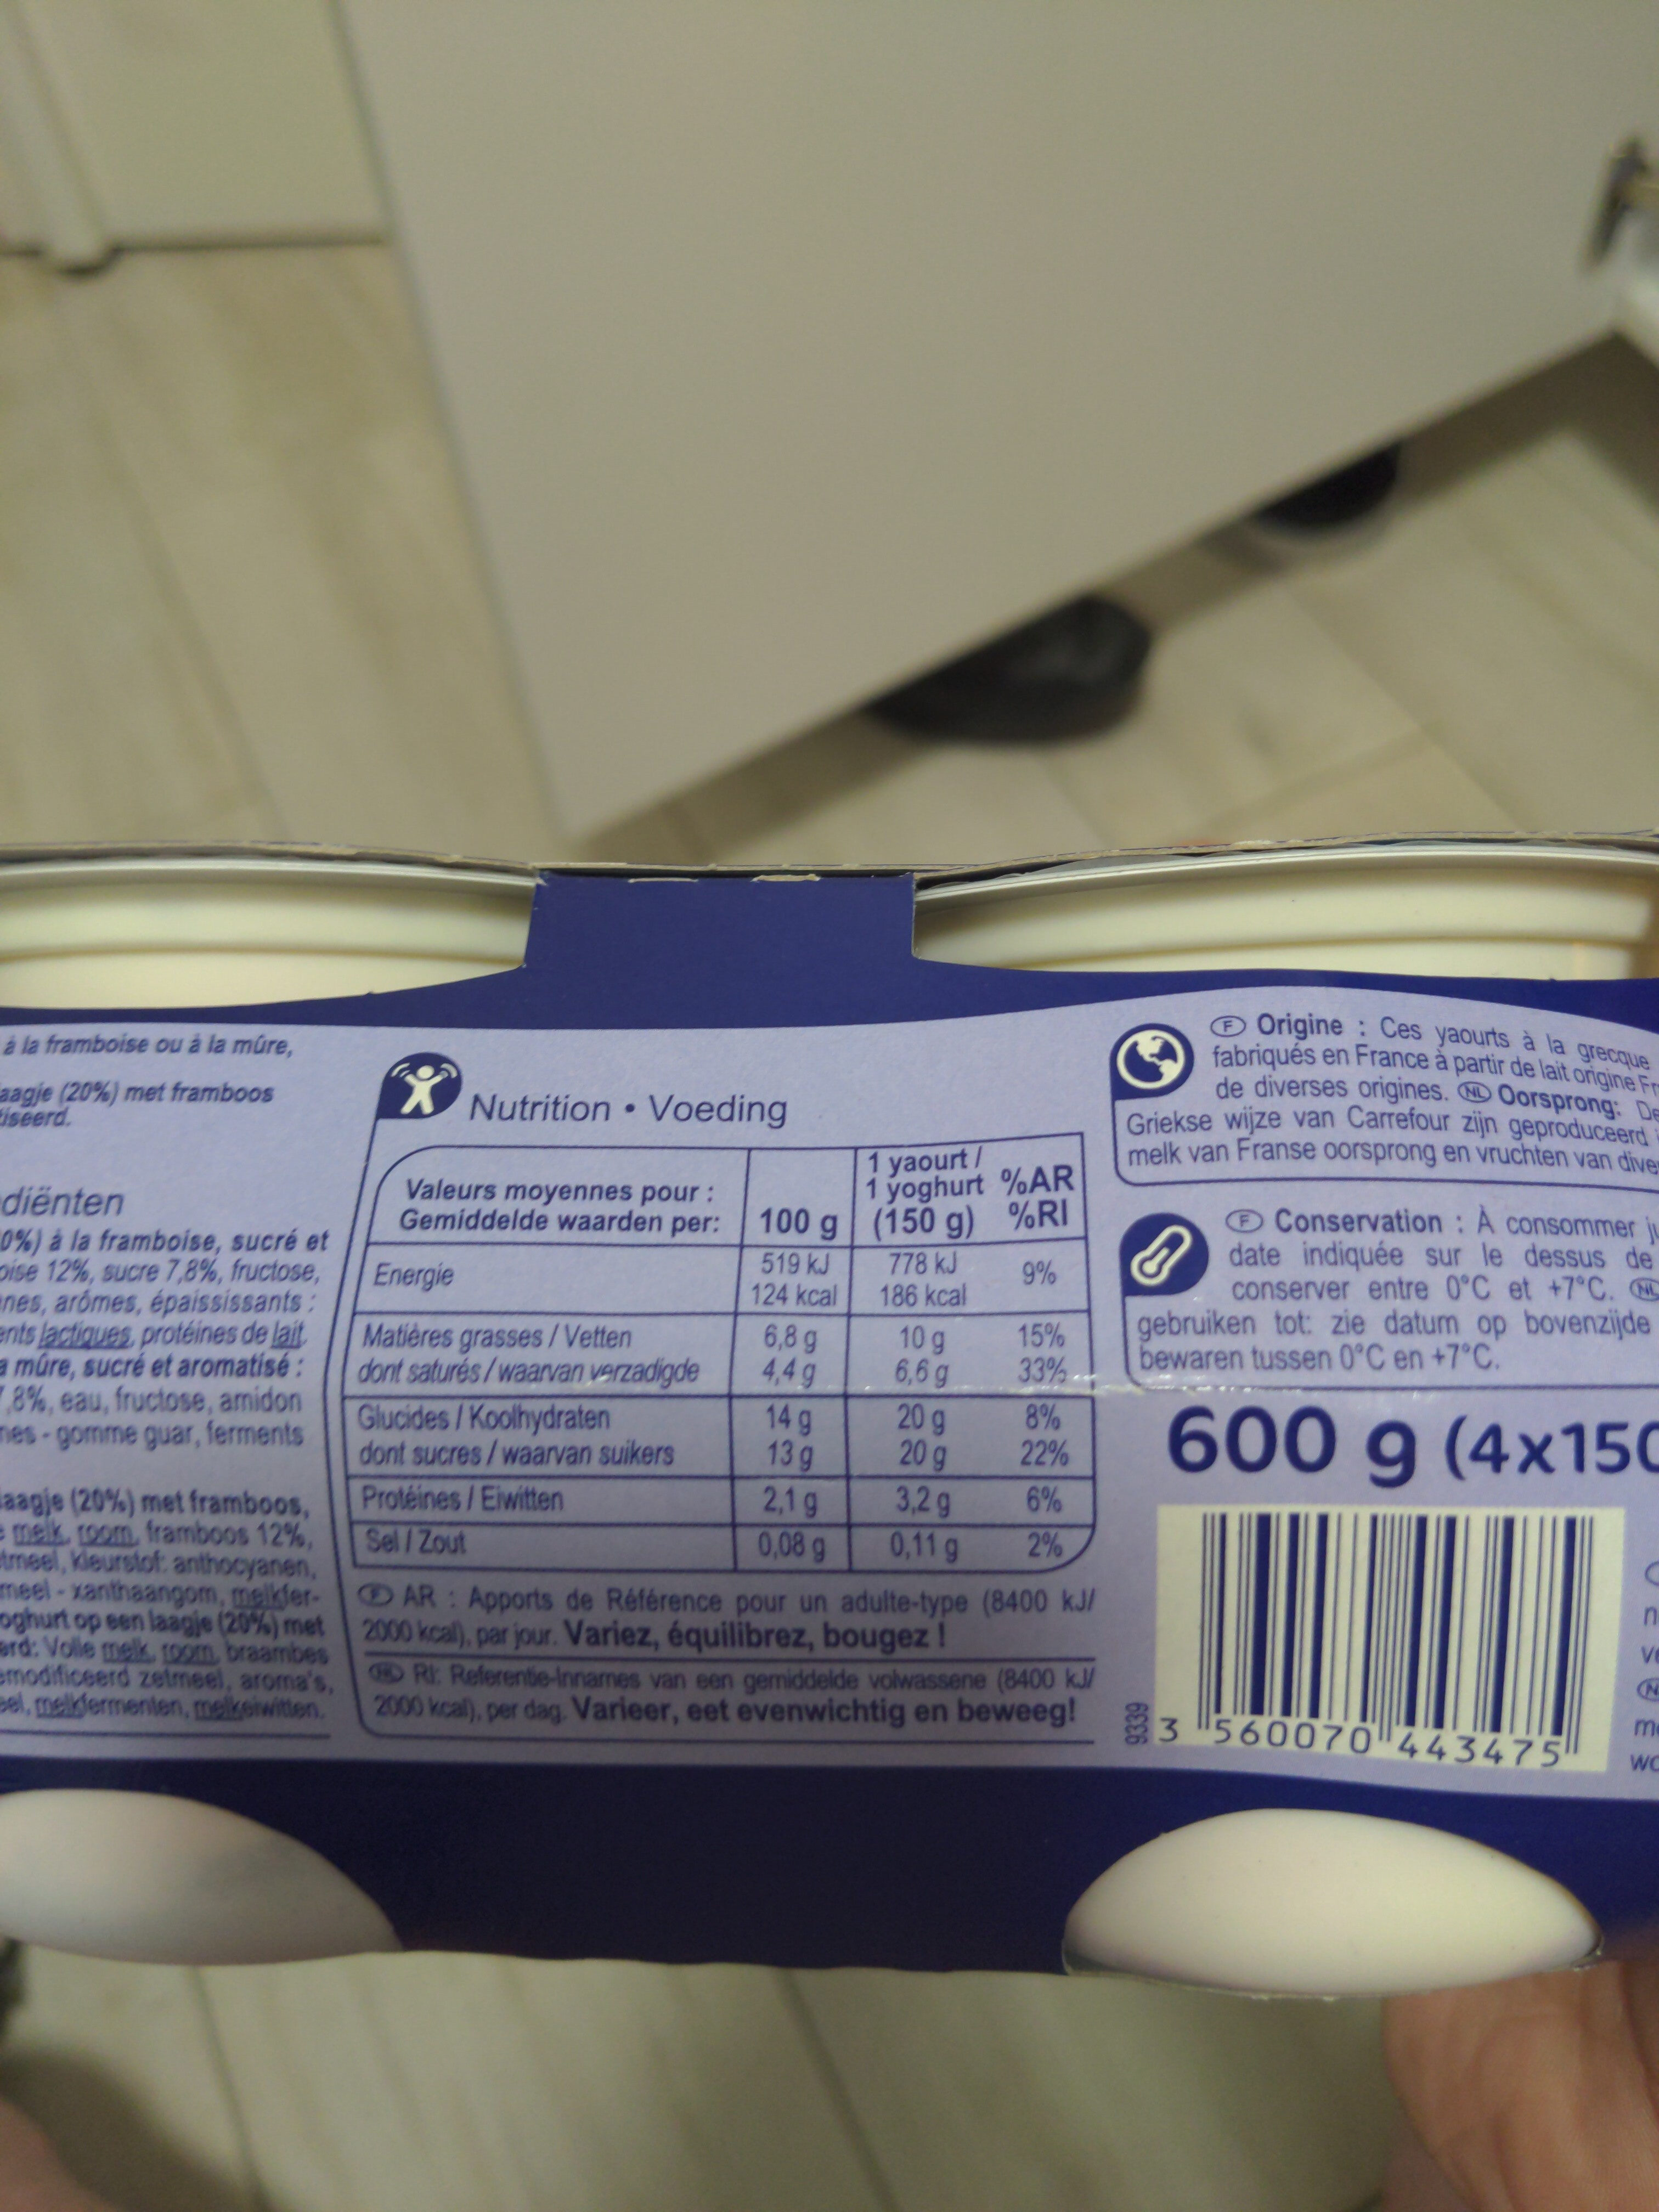 à la framboise ou à la mûre,
aagje (20%) met framboos
tiseerd.
diënten
0%) à la framboise, sucré et
oise 12%, sucre 7,8%, fructose,
nnes, arômes, épaississants :
ents lactiques, protéines de lait.
a mûre, sucré et aromatisé :
7,8%, eau, fructose, amidon
nes - gomme guar, ferments
laagje (20%) met framboos,
e melk, room, framboos 12%,
etmeel, kleurstof: anthocyanen,
meel - xanthaangom, melkfer-
oghurt op een laagje (20%) met
erd: Volle melk, room, braambes
emodificeerd zetmeel, aroma's,
eel, melkfermenten, melkeiwitten.
Nutrition • Voeding
Valeurs moyennes pour :
Gemiddelde waarden per:
100 g
1 yaourt /
1 yoghurt
(150 g)
%AR
%RI
Energie
519 kJ 778 kJ 9%
124 kcal 186 kcal
Matières grasses / Vetten 6,8 g 10 g 15%
dont saturés / waarvan verzadigde 4,4 g 6,6 g 33%
Glucides / Koolhydraten 14 g 20 g 8%
dont sucres / waarvan suikers 13 g 20 g 22%
Protéines / Eiwitten 2,1 g 3,2 g 6%
Sel / Zout 0,08 g 0,11 g 2%
F AR : Apports de Référence pour un adulte-type (8400 kJ/
2000 kcal), par jour. Variez, équilibrez, bougez !
NL RI: Referentie-Innames van een gemiddelde volwassene (8400 kJ/
2000 kcal), per dag. Varieer, eet evenwichtig en beweeg!
F Origine : Ces yaourts à la grecque
fabriqués en France à partir de lait origine Fr
de diverses origines. NL Oorsprong: De
Griekse wijze van Carrefour zijn geproduceerd i
melk van Franse oorsprong en vruchten van dive
F Conservation : À consommer ju
date indiquée sur le dessus de
conserver entre 0°C et +7°C. NL
gebruiken tot: zie datum op bovenzijde
bewaren tussen 0°C en +7°C.
600 g (4x150
9339
3 560070 443475
n
ve
N
me
wo